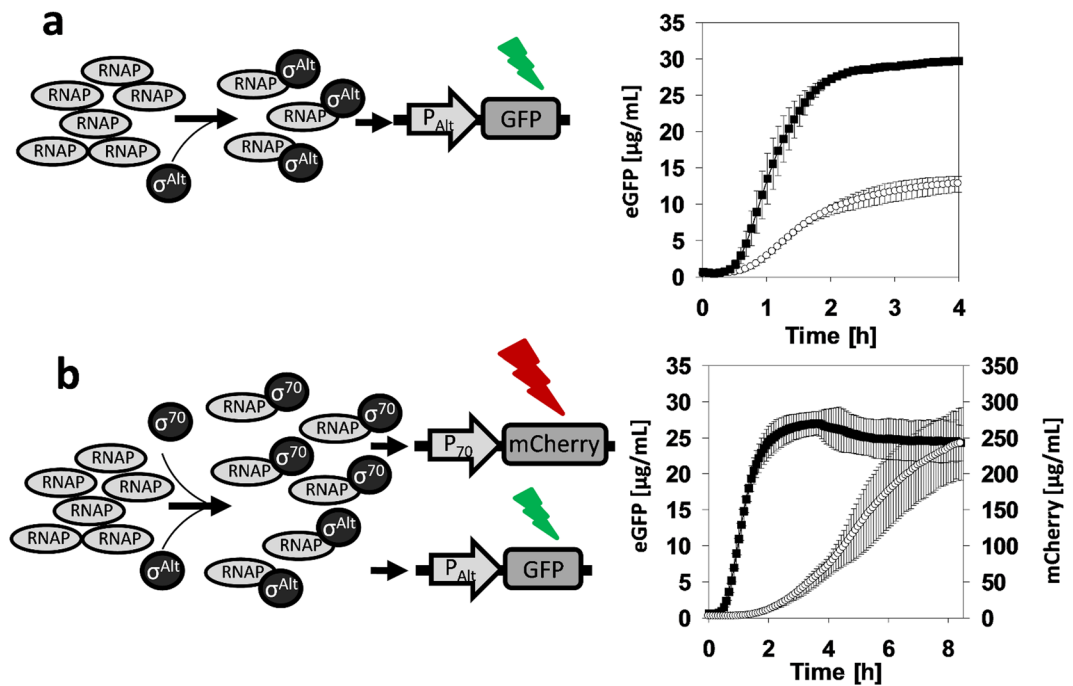 a
RNAP
RNAP RNAP
RNAP
RNAP RNAP
σAlt
RNAP σAlt
RNAP σAlt
RNAP σAlt
PAlt GFP
eGFP [µg/mL]
35
30
25
20
15
10
5
0
0 1 2 3 4
Time [h]
b
σ70
RNAP
RNAP RNAP
RNAP
RNAP RNAP
σAlt
RNAP σ70
RNAP σ70
RNAP σ70
RNAP σ70
RNAP σAlt
RNAP σAlt
P70 mCherry
PAlt GFP
eGFP [µg/mL]
35
30
25
20
15
10
5
0
350
300
250
200
150
100
50
0
mCherry [µg/mL]
0 2 4 6 8
Time [h]